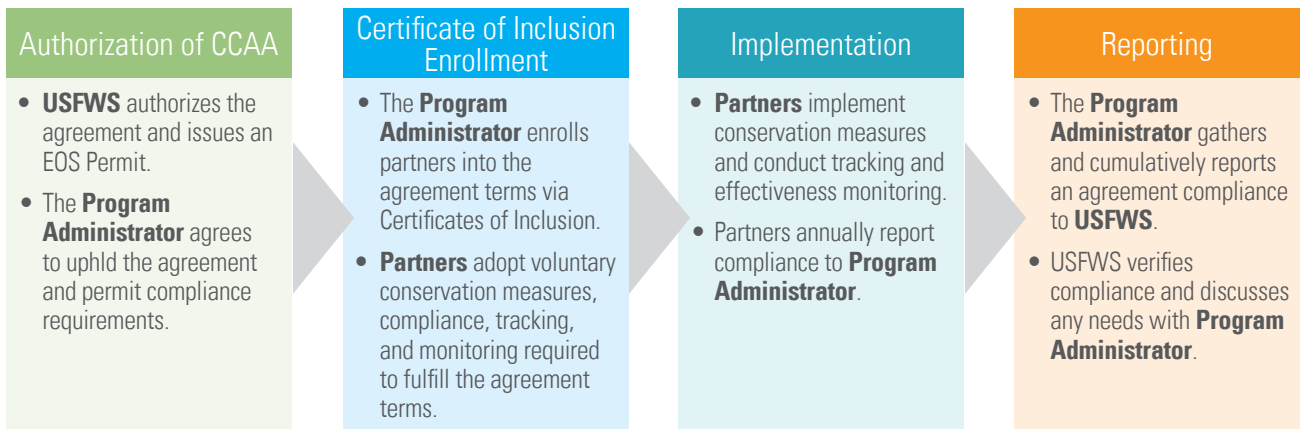 Authorization of CCAA
• USFWS authorizes the
agreement and issues an
EOS Permit.
• The Program
Administrator agrees
to uphld the agreement
and permit compliance
requirements.
Certificate of Inclusion
Enrollment
• The Program
Administrator enrolls
partners into the
agreement terms via
Certificates of Inclusion.
• Partners adopt voluntary
conservation measures,
compliance, tracking,
and monitoring required
to fulfill the agreement
terms.
Implementation
• Partners implement
conservation measures
and conduct tracking and
effectiveness monitoring.
• Partners annually report
compliance to Program
Administrator.
Reporting
• The Program
Administrator gathers
and cumulatively reports
an agreement compliance
to USFWS.
• USFWS verifies
compliance and discusses
any needs with Program
Administrator.